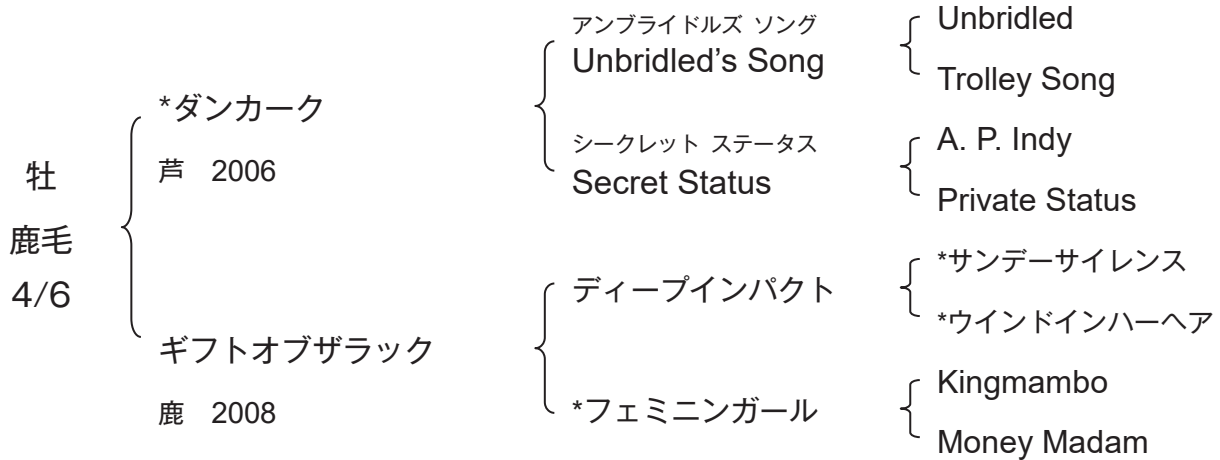 牡
鹿毛
4/6
*ダンカーク
芦 2006
ギフトオブザラック
鹿 2008
アンブライドルズ ソング
Unbridled’s Song
シークレット ステータス
Secret Status
ディープインパクト
*フェミニンガール
Unbridled
Trolley Song
A. P. Indy
Private Status
*サンデーサイレンス
*ウインドインハーヘア
Kingmambo
Money Madam